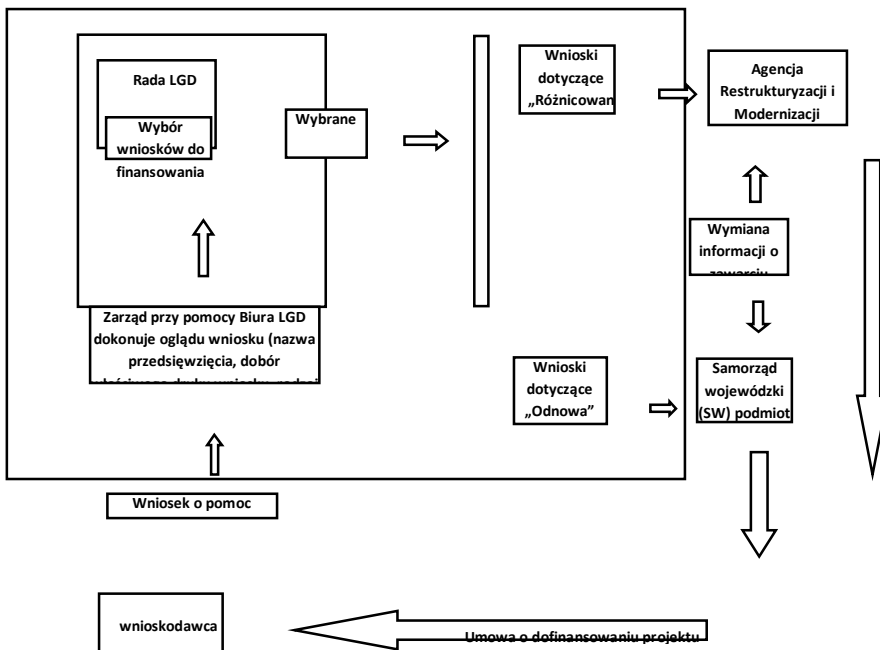 Rada LGD
Wybór
wniosków do
finansowania
Wybrane
Wnioski
dotyczące
„Różnicowan
Agencja
Restrukturyzacji i
Modernizacji
Wymiana
informacji o
zawarciu
Zarząd przy pomocy Biura LGD
dokonuje oglądu wniosku (nazwa
przedsięwzięcia, dobór
wniosku
Wnioski
dotyczące
„Odnowa”
Samorząd
wojewódzki
(SW) podmiot
Wniosek o pomoc
wnioskodawca
Umowa o dofinansowaniu projektu